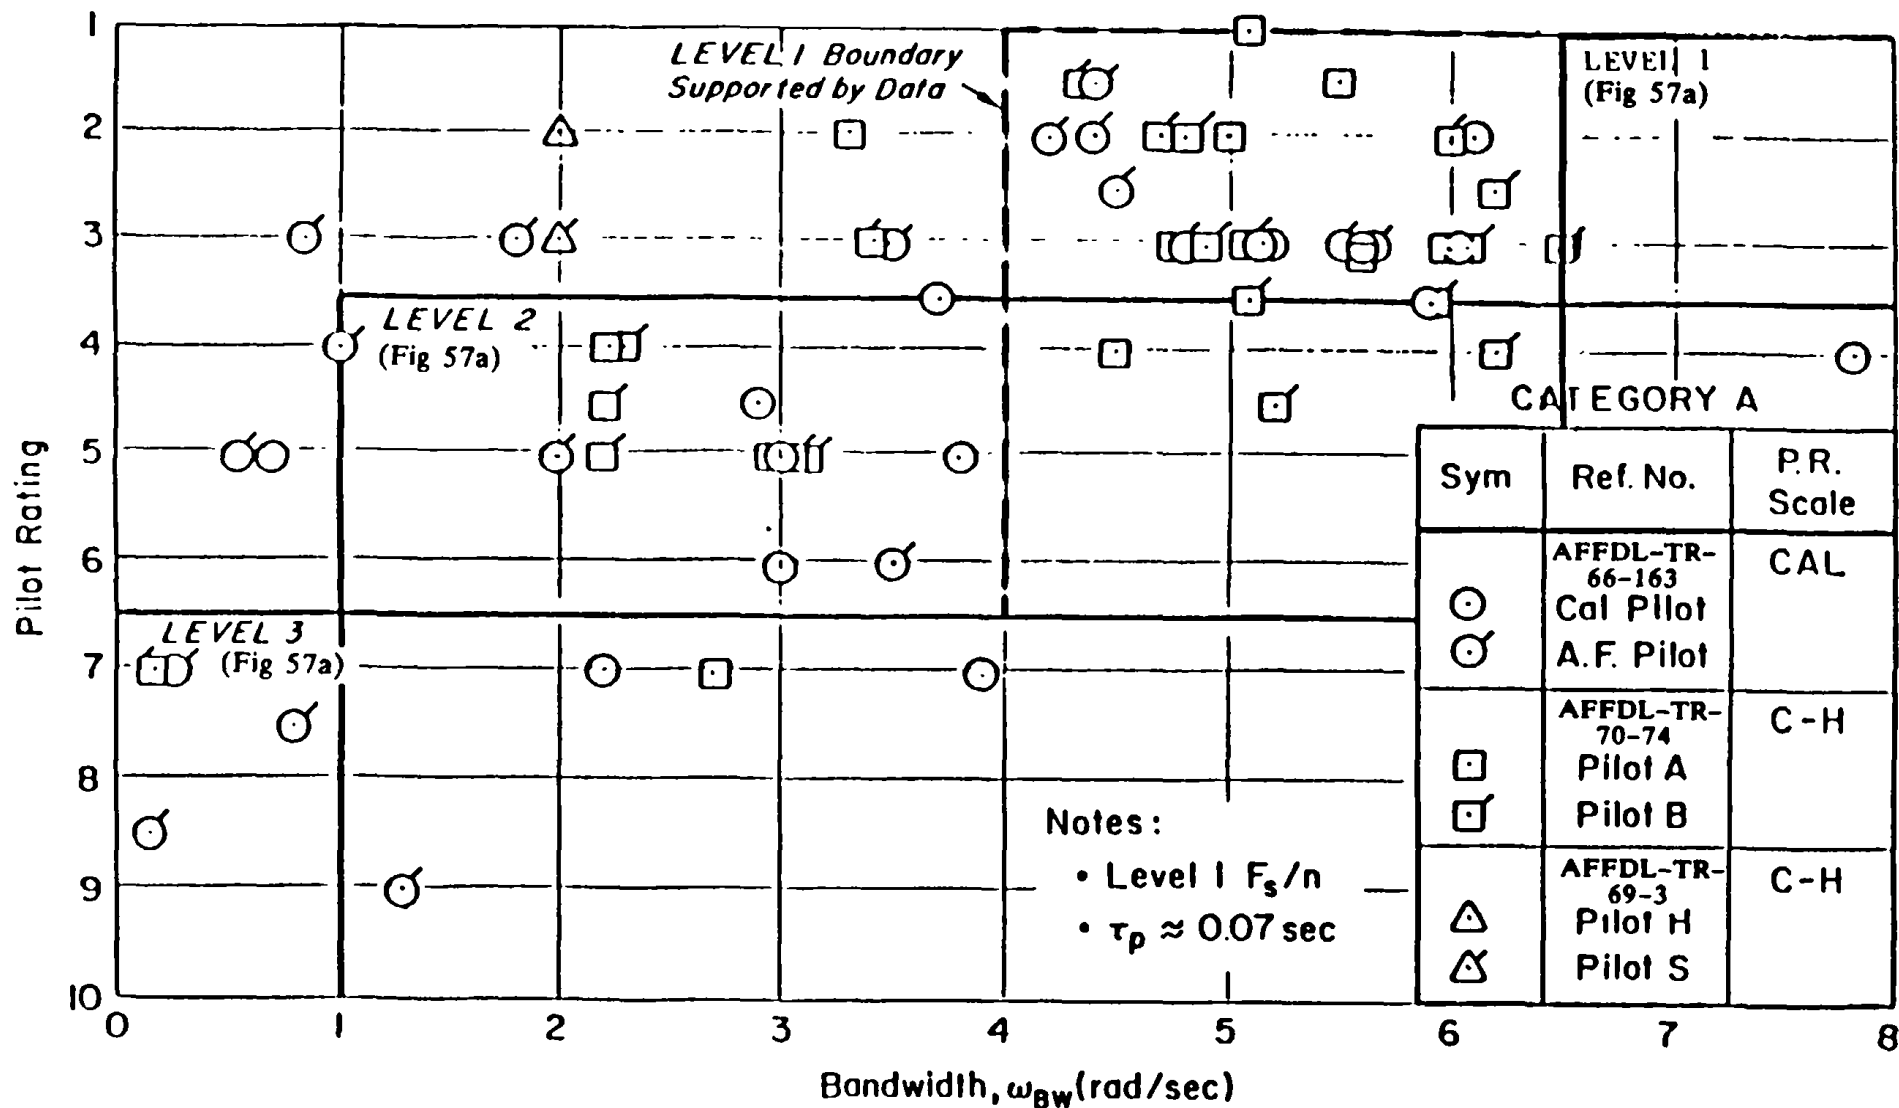 1
2
3
4
5
6
7
8
9
10
Pilot Rating
LEVEL 1 Boundary
Supported by Data
LEVEL 1
(Fig 57a)
LEVEL 2
(Fig 57a)
LEVEL 3
(Fig 57a)
CATEGORY A
Sym Ref. No. P.R. Scale
AFFDL-TR-66-163 CAL
Cal Pilot
A.F. Pilot
AFFDL-TR-70-74 C-H
Pilot A
Pilot B
AFFDL-TR-69-3 C-H
Pilot H
Pilot S
Notes:
• Level 1 Fs/n
• τp ≈ 0.07 sec
0 1 2 3 4 5 6 7 8
Bandwidth, ωBW (rad/sec)